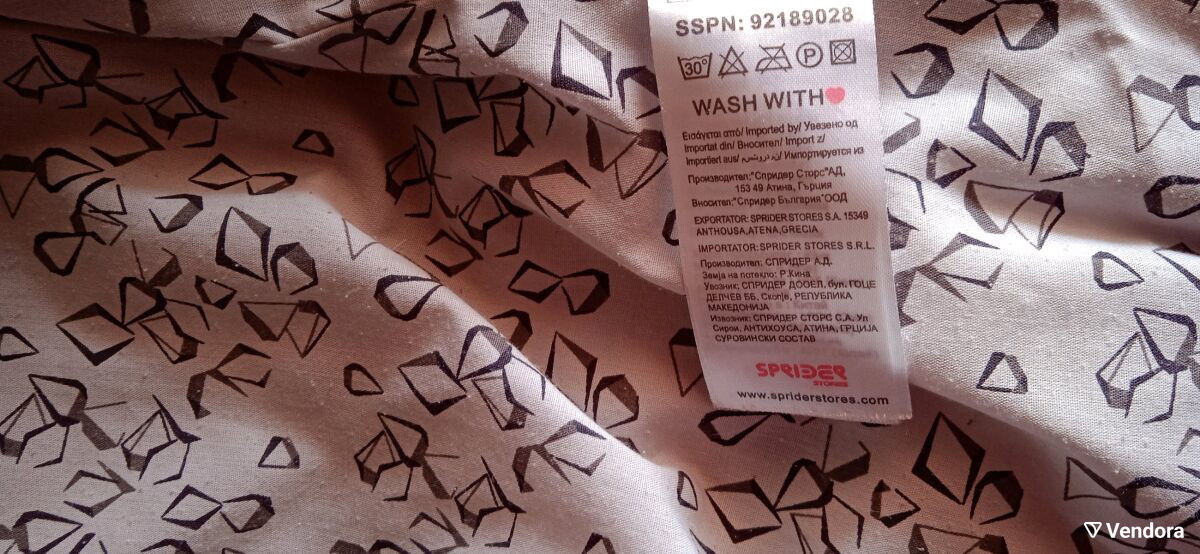 SSPN: 92189028
30°
P
WASH WITH
Εισάγεται από/ Imported by/ Увезено од
Importat din/ Вносител/ Import z/
Importiert aus/ Импортируется из
Производител:"Спридер Сторс"АД,
153 49 Атина, Гърция
Вносител:"Спридер България"ООД
EXPORTATOR: SPRIDER STORES S.A. 15349
ANTHOUSA,ATENA,GRECIA
IMPORTATOR: SPRIDER STORES S.R.L.
Производител: СПРИДЕР А.Д.
Земја на потекло: Р.Кина
Увозник: СПРИДЕР ДООЕЛ, бул. ГОЦЕ
ДЕЛЧЕВ ББ, Скопје, РЕПУБЛИКА
МАКЕДОНИЈА
Извозник: СПРИДЕР СТОРС С.А. Ул
Сирои, АНТИХОУСА, АТИНА, ГРЦИЈА
СУРОВИНСКИ СОСТАВ
SPRIDER
STORES
www.spriderstores.com
Vendora